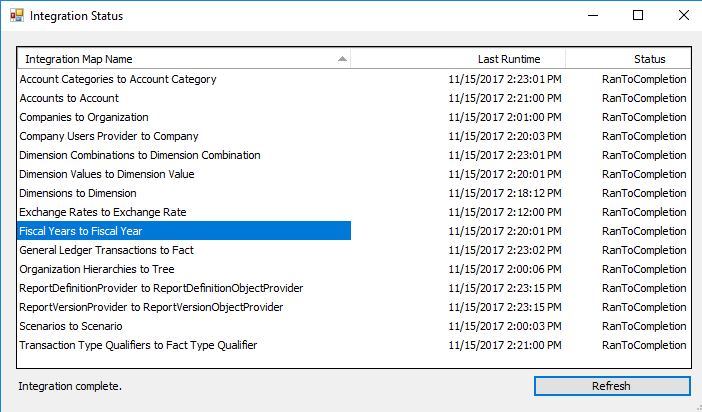 Integration Status
Integration Map Name Last Runtime Status
Account Categories to Account Category 11/15/2017 2:23:01 PM RanToCompletion
Accounts to Account 11/15/2017 2:21:00 PM RanToCompletion
Companies to Organization 11/15/2017 2:01:00 PM RanToCompletion
Company Users Provider to Company 11/15/2017 2:20:03 PM RanToCompletion
Dimension Combinations to Dimension Combination 11/15/2017 2:23:01 PM RanToCompletion
Dimension Values to Dimension Value 11/15/2017 2:20:01 PM RanToCompletion
Dimensions to Dimension 11/15/2017 2:18:12 PM RanToCompletion
Exchange Rates to Exchange Rate 11/15/2017 2:12:00 PM RanToCompletion
Fiscal Years to Fiscal Year 11/15/2017 2:20:01 PM RanToCompletion
General Ledger Transactions to Fact 11/15/2017 2:23:02 PM RanToCompletion
Organization Hierarchies to Tree 11/15/2017 2:00:06 PM RanToCompletion
ReportDefinitionProvider to ReportDefinitionObjectProvider 11/15/2017 2:23:15 PM RanToCompletion
ReportVersionProvider to ReportVersionObjectProvider 11/15/2017 2:23:15 PM RanToCompletion
Scenarios to Scenario 11/15/2017 2:00:03 PM RanToCompletion
Transaction Type Qualifiers to Fact Type Qualifier 11/15/2017 2:21:00 PM RanToCompletion
Integration complete. Refresh